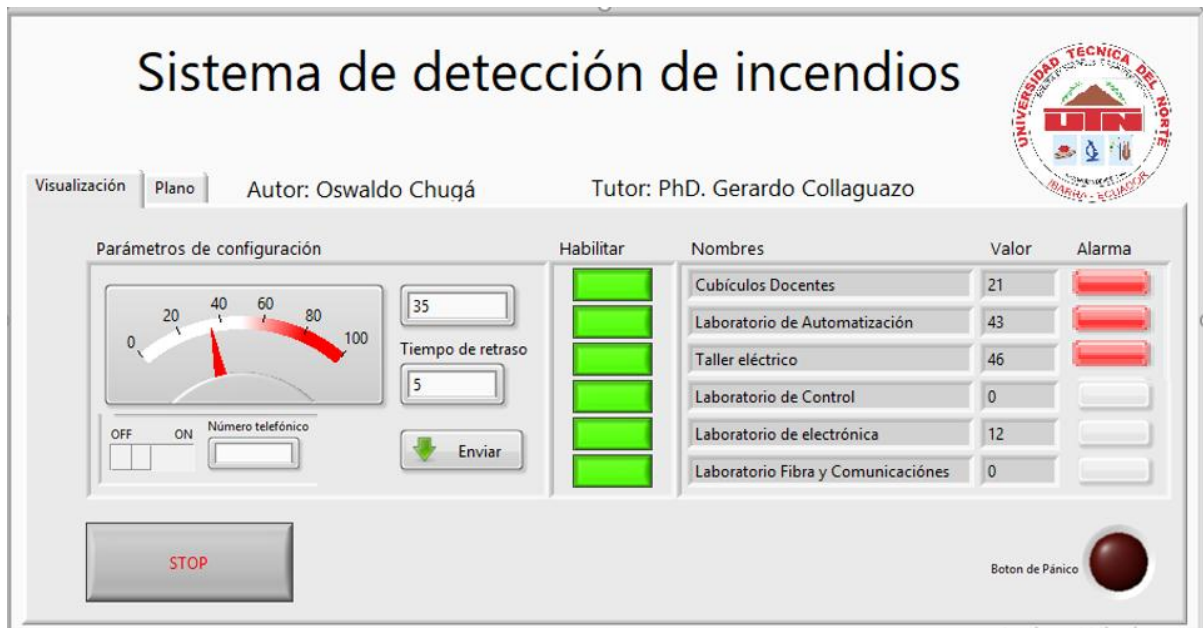 Sistema de detección de incendios
UNIVERSIDAD TÉCNICA DEL NORTE
UTN
IBARRA - ECUADOR
Visualización
Plano
Autor: Oswaldo Chugá
Tutor: PhD. Gerardo Collaguazo
Parámetros de configuración
Habilitar
Nombres
Valor
Alarma
0 20 40 60 80 100
35
Tiempo de retraso
5
OFF ON
Número telefónico
Enviar
Cubículos Docentes 21
Laboratorio de Automatización 43
Taller eléctrico 46
Laboratorio de Control 0
Laboratorio de electrónica 12
Laboratorio Fibra y Comunicaciónes 0
STOP
Boton de Pánico